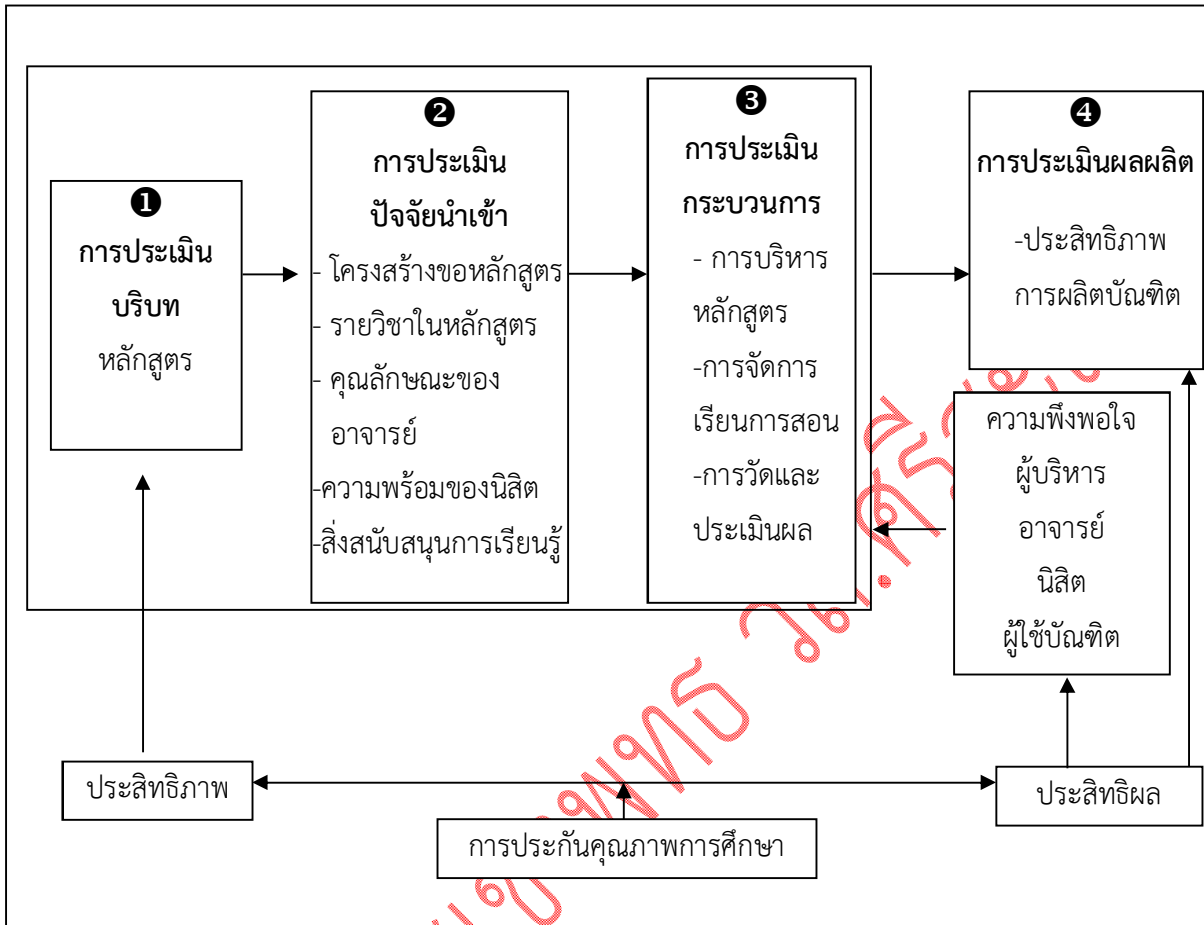 ❶
การประเมิน
บริบท
หลักสูตร
❷
การประเมิน
ปัจจัยนำเข้า
- โครงสร้างขอหลักสูตร
- รายวิชาในหลักสูตร
- คุณลักษณะของ
อาจารย์
-ความพร้อมของนิสิต
-สิ่งสนับสนุนการเรียนรู้
❸
การประเมิน
กระบวนการ
- การบริหาร
หลักสูตร
-การจัดการ
เรียนการสอน
-การวัดและ
ประเมินผล
❹
การประเมินผลผลิต
-ประสิทธิภาพ
การผลิตบัณฑิต
ความพึงพอใจ
ผู้บริหาร
อาจารย์
นิสิต
ผู้ใช้บัณฑิต
ประสิทธิภาพ
ประสิทธิผล
การประกันคุณภาพการศึกษา